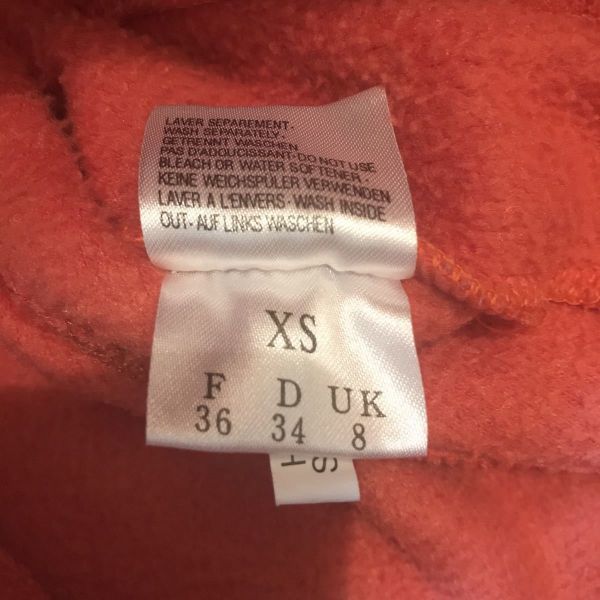 LAVER SEPAREMENT.
WASH SEPARATELY.
GETRENNT WASCHEN
PAS D'ADOUCISSANT-DO NOT USE
BLEACH OR WATER SOFTENER.
KEINE WEICHSPÜLER VERWENDEN
LAVER A L'ENVERS-WASH INSIDE
OUT-AUF LINKS WASCHEN
XS
F D UK
36 34 8
S